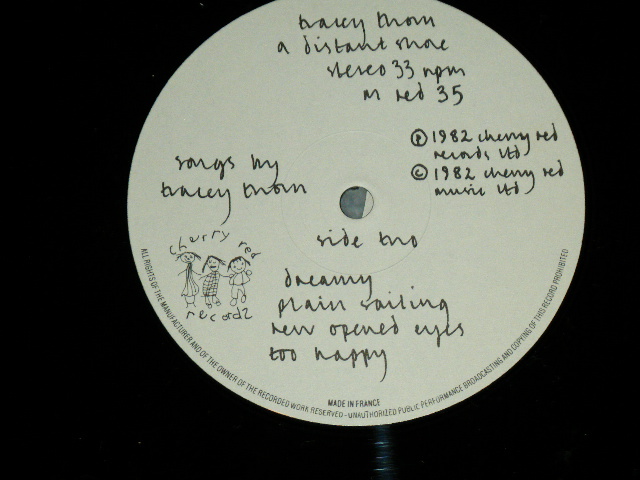 tracey thorn
a distant shore
stereo 33 rpm
m red 35
℗ 1982 cherry red
records ltd
© 1982 cherry red
music ltd
songs by
tracey thorn
side two
cherry red
records
dreamy
plain sailing
new opened eyes
too happy
MADE IN FRANCE
ALL RIGHTS OF THE MANUFACTURER AND OF THE OWNER OF THE RECORDED WORK RESERVED - UNAUTHORIZED PUBLIC PERFORMANCE BROADCASTING AND COPYING OF THIS RECORD PROHIBITED